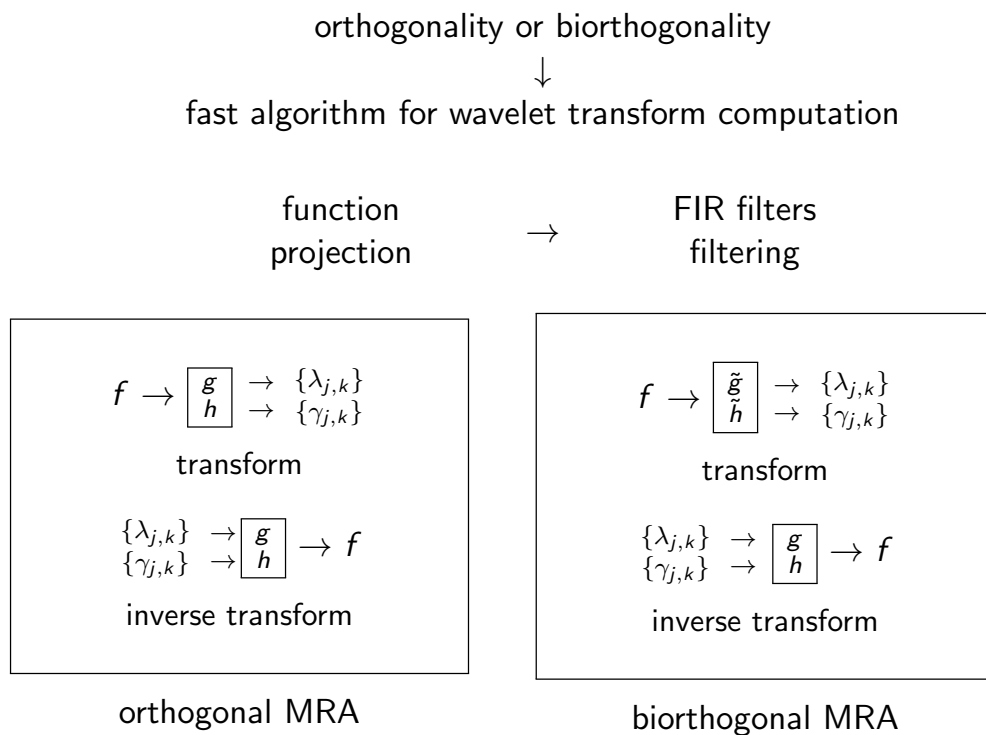 orthogonality or biorthogonality
↓
fast algorithm for wavelet transform computation
function → FIR filters
projection filtering
f → g → {λ_{j,k}}
h → {γ_{j,k}}
transform
{λ_{j,k}} → g → f
{γ_{j,k}} → h
inverse transform
orthogonal MRA
f → g̃ → {λ_{j,k}}
h̃ → {γ_{j,k}}
transform
{λ_{j,k}} → g → f
{γ_{j,k}} → h
inverse transform
biorthogonal MRA